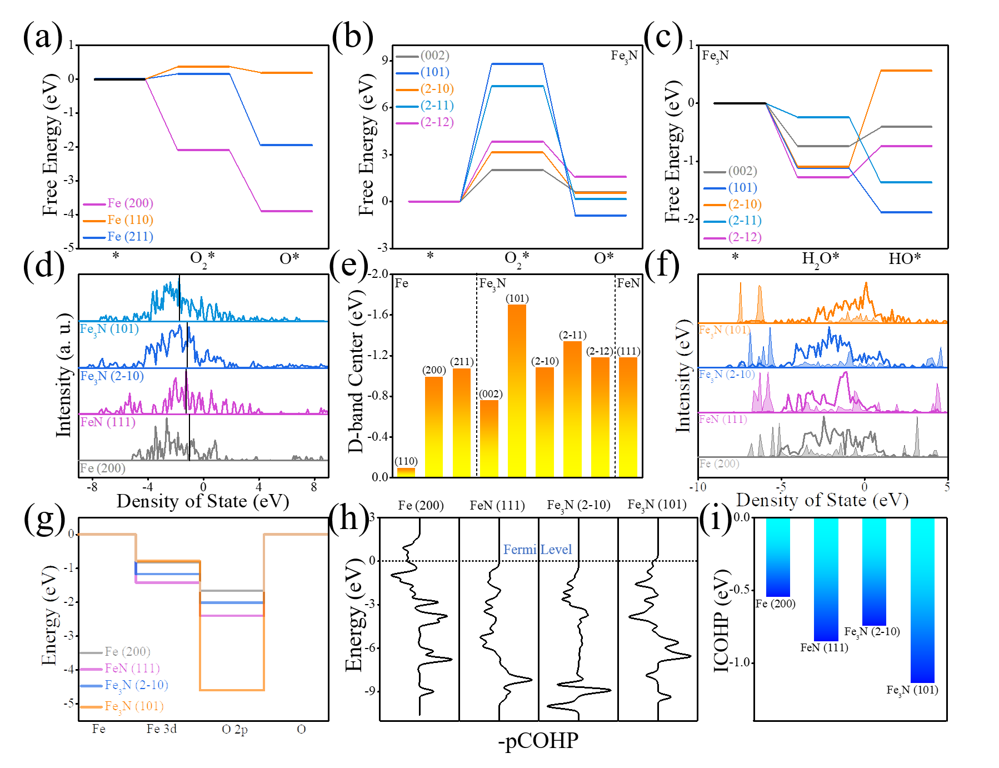 (a)
1
0
-1
-2
-3
-4
-5
Free Energy (eV)
Fe (200)
Fe (110)
Fe (211)
*
O2*
O*
(b)
9
6
3
0
-3
Free Energy (eV)
(002)
(101)
(2-10)
(2-11)
(2-12)
Fe3N
*
O2*
O*
(c)
1
0
-1
-2
Free Energy (eV)
Fe3N
(002)
(101)
(2-10)
(2-11)
(2-12)
*
H2O*
HO*
(d)
Intensity (a. u.)
Fe3N (101)
Fe3N (2-10)
FeN (111)
Fe (200)
-8
-4
0
4
8
Density of State (eV)
(e)
-2.0
-1.6
-1.2
-0.8
-0.4
0.0
D-band Center (eV)
Fe
Fe3N
FeN
(110)
(200)
(211)
(002)
(101)
(2-10)
(2-11)
(2-12)
(111)
(f)
Intensity (eV)
Fe3N (101)
Fe3N (2-10)
FeN (111)
Fe (200)
-10
-5
0
5
Density of State (eV)
(g)
0
-1
-2
-3
-4
-5
Energy (eV)
Fe (200)
FeN (111)
Fe3N (2-10)
Fe3N (101)
Fe
Fe 3d
O 2p
O
(h)
Fe (200)
FeN (111)
Fe3N (2-10)
Fe3N (101)
3
0
-3
-6
-9
Energy (eV)
Fermi Level
-pCOHP
(i)
0.0
-0.5
-1.0
ICOHP (eV)
Fe (200)
FeN (111)
Fe3N (2-10)
Fe3N (101)